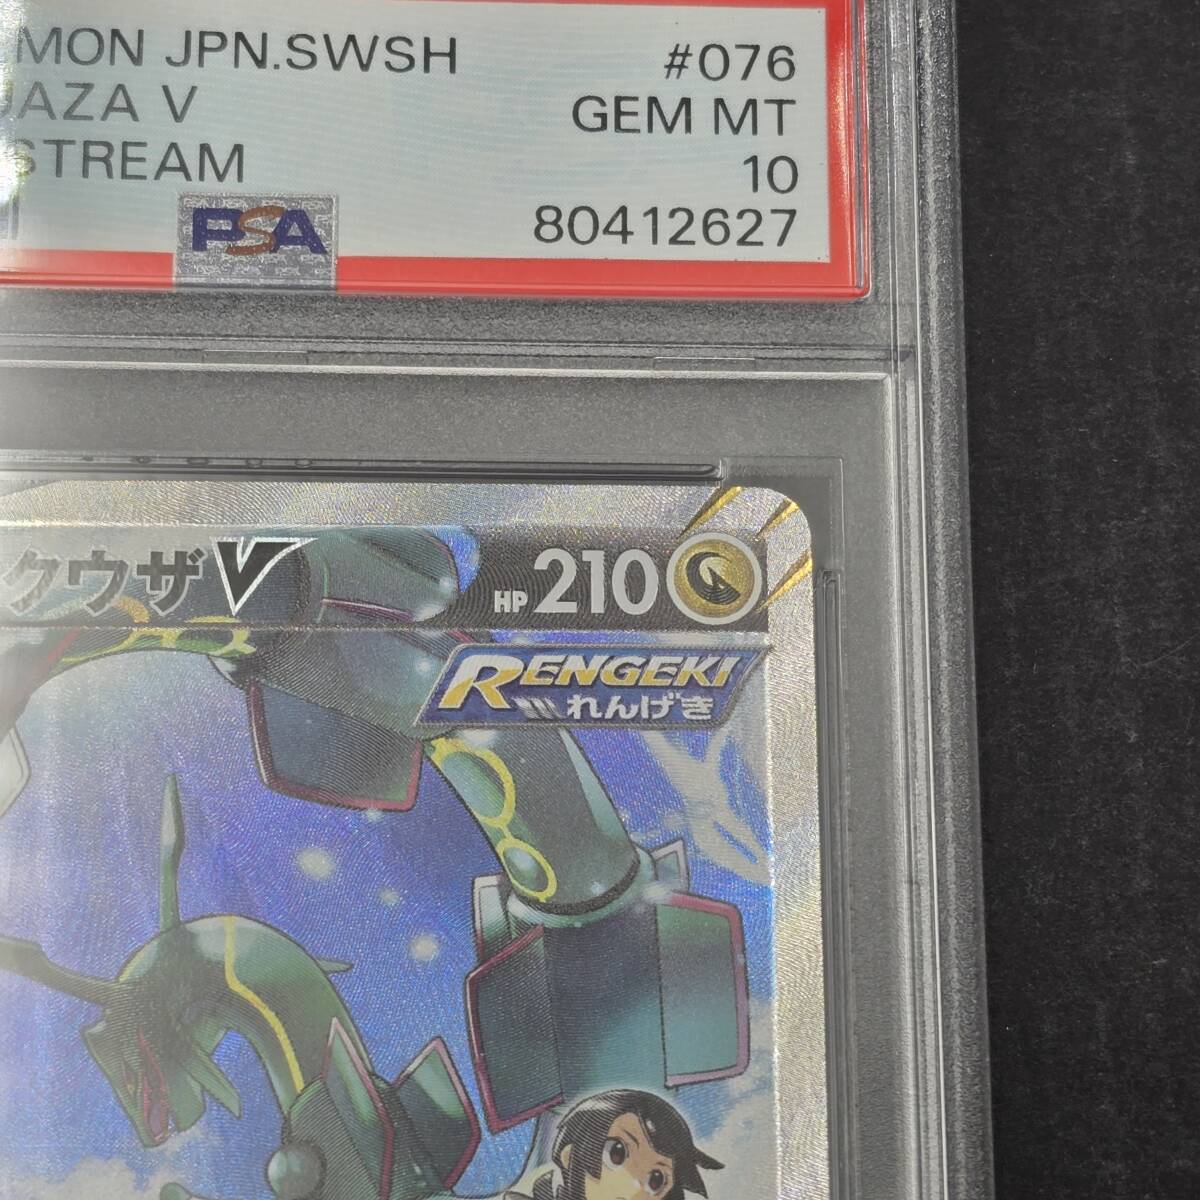 MON JPN.SWSH #076
AZA V GEM MT
STREAM 10
PSA 80412627
クウザV HP 210
RENGEKI
れんげき